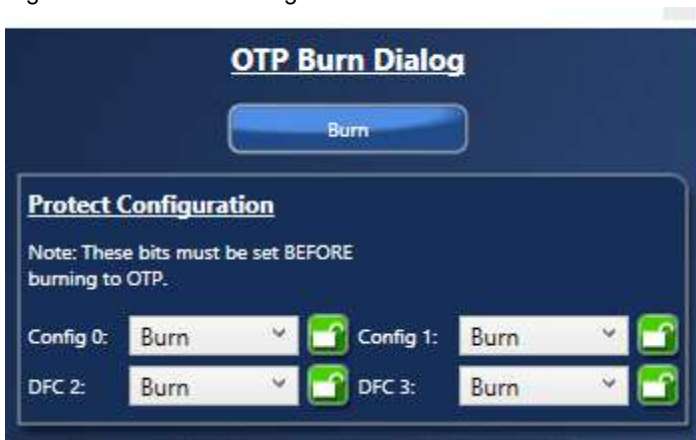 OTP Burn Dialog
Burn
Protect Configuration
Note: These bits must be set BEFORE
burning to OTP.
Config 0: Burn Config 1: Burn
DFC 2: Burn DFC 3: Burn